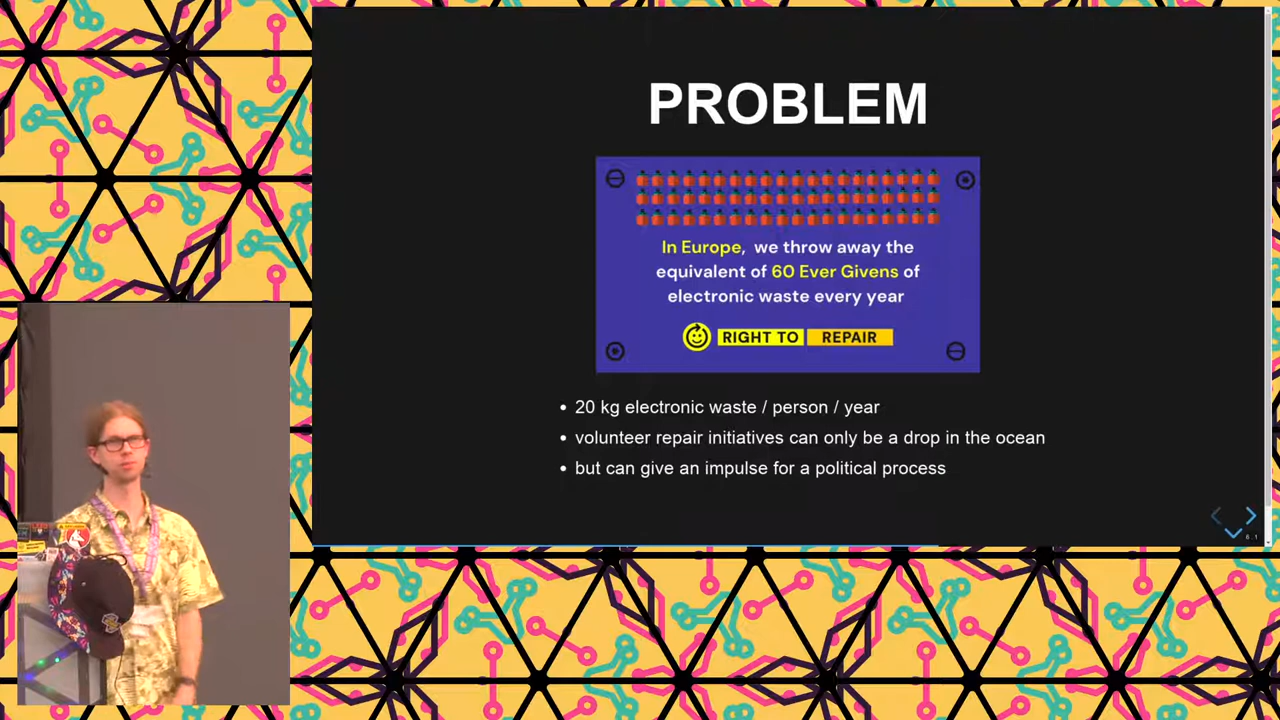 PROBLEM
In Europe, we throw away the
equivalent of 60 Ever Givens of
electronic waste every year
RIGHT TO REPAIR
20 kg electronic waste / person / year
volunteer repair initiatives can only be a drop in the ocean
but can give an impulse for a political process